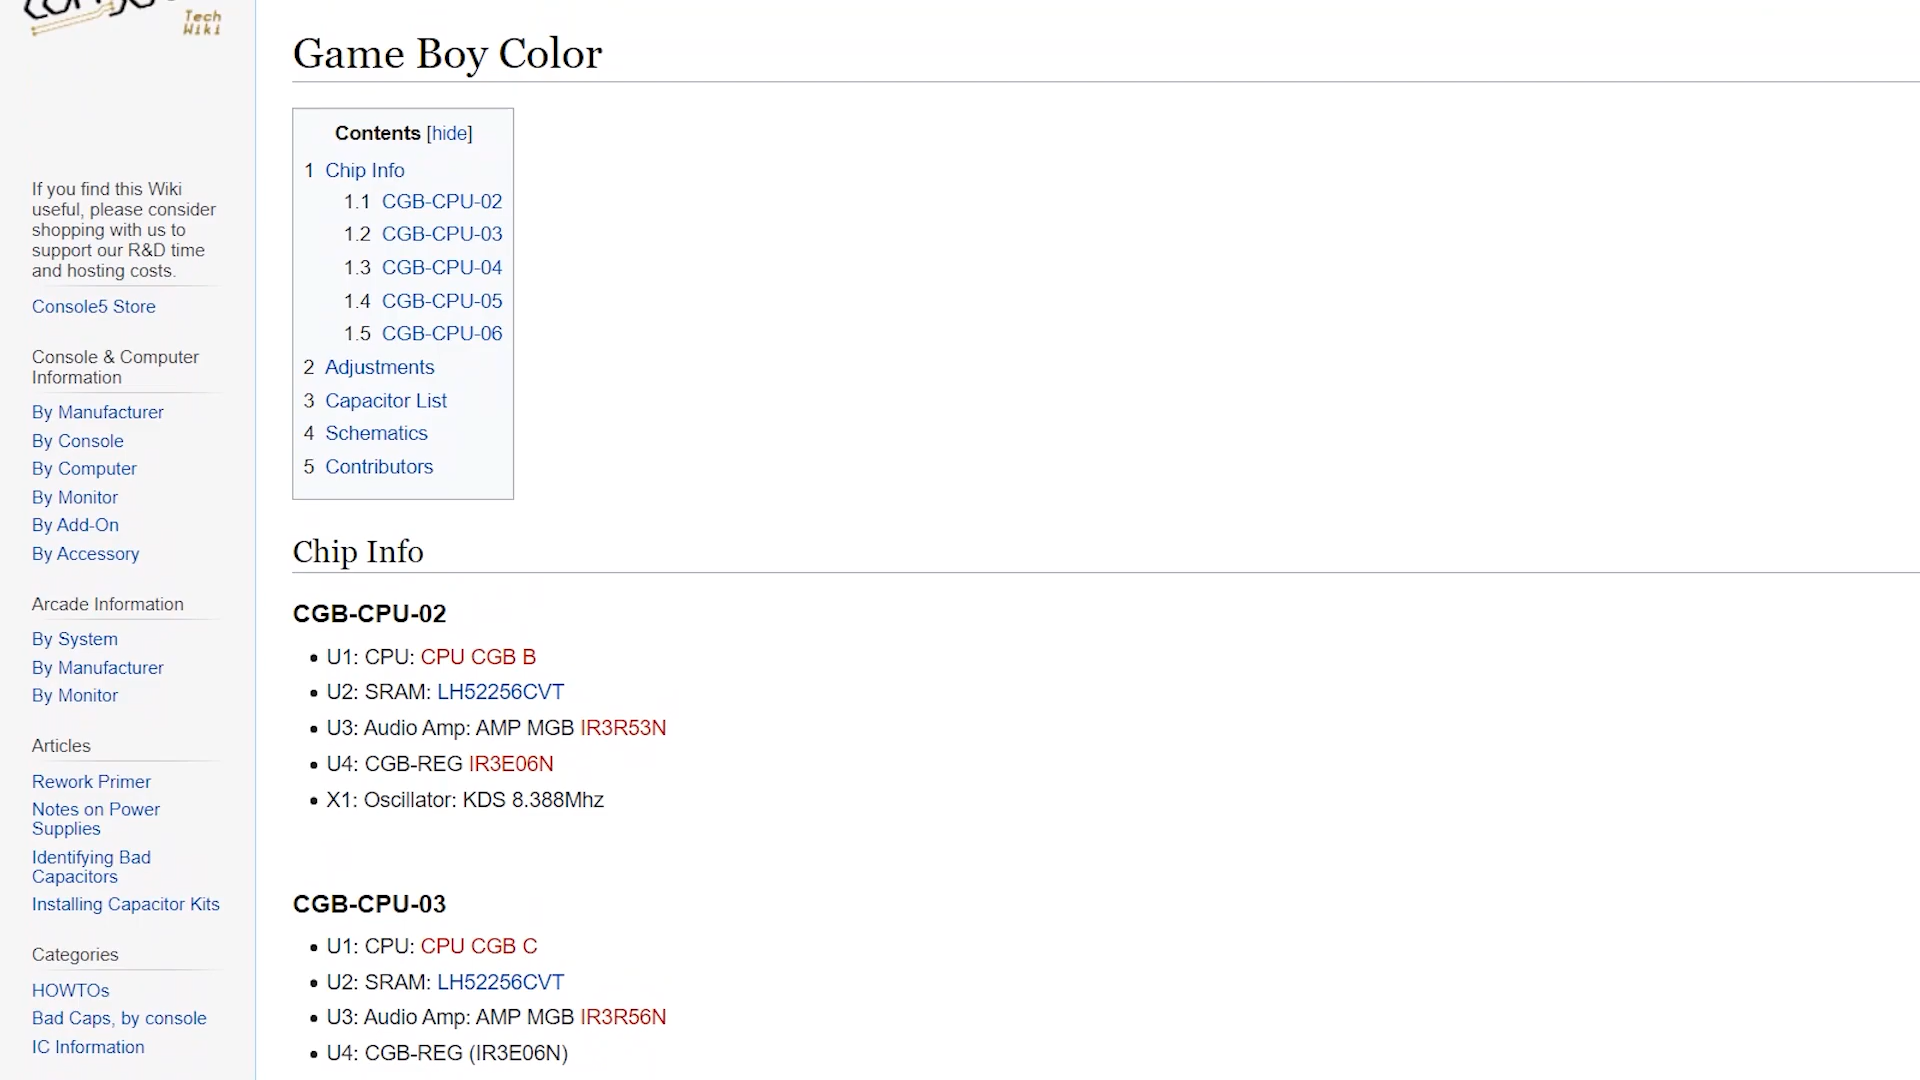 Tech
Wiki
If you find this Wiki
useful, please consider
shopping with us to
support our R&D time
and hosting costs.
Console5 Store
Console & Computer
Information
By Manufacturer
By Console
By Computer
By Monitor
By Add-On
By Accessory
Arcade Information
By System
By Manufacturer
By Monitor
Articles
Rework Primer
Notes on Power
Supplies
Identifying Bad
Capacitors
Installing Capacitor Kits
Categories
HOWTOs
Bad Caps, by console
IC Information
Game Boy Color
Contents [hide]
1 Chip Info
1.1 CGB-CPU-02
1.2 CGB-CPU-03
1.3 CGB-CPU-04
1.4 CGB-CPU-05
1.5 CGB-CPU-06
2 Adjustments
3 Capacitor List
4 Schematics
5 Contributors
Chip Info
CGB-CPU-02
• U1: CPU: CPU CGB B
• U2: SRAM: LH52256CVT
• U3: Audio Amp: AMP MGB IR3R53N
• U4: CGB-REG IR3E06N
• X1: Oscillator: KDS 8.388Mhz
CGB-CPU-03
• U1: CPU: CPU CGB C
• U2: SRAM: LH52256CVT
• U3: Audio Amp: AMP MGB IR3R56N
• U4: CGB-REG (IR3E06N)